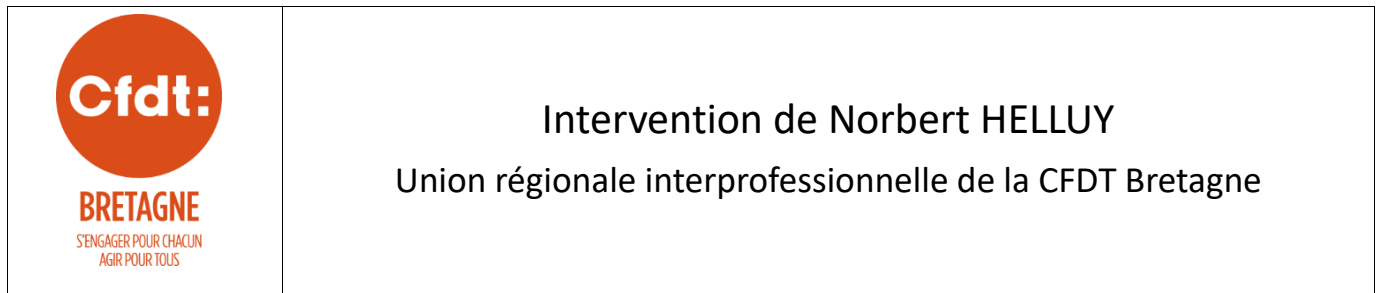 Cfdt:
BRETAGNE
S'ENGAGER POUR CHACUN
AGIR POUR TOUS
Intervention de Norbert HELLUY
Union régionale interprofessionnelle de la CFDT Bretagne